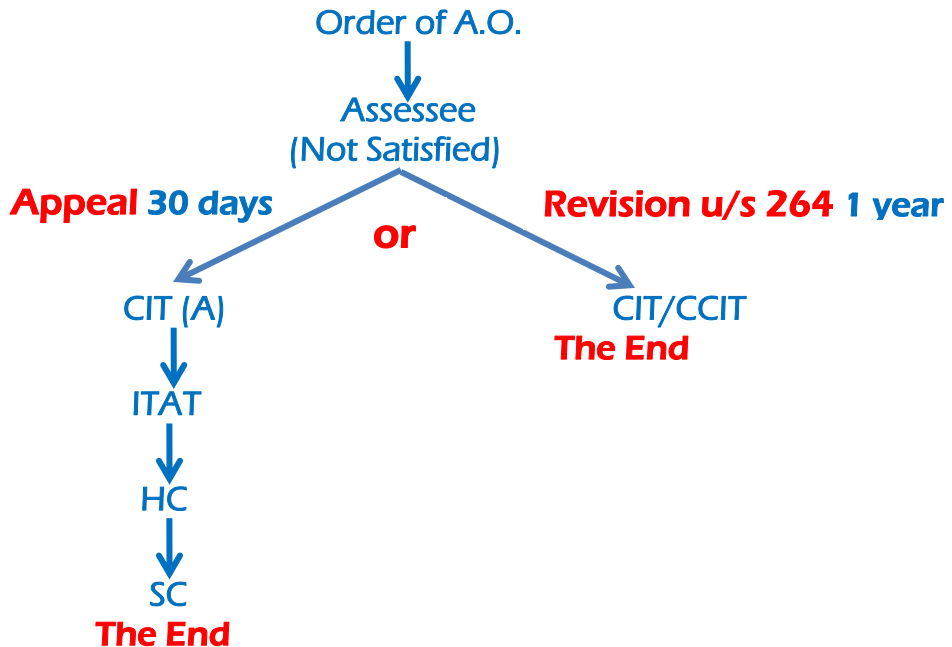 Order of A.O.
Assessee
(Not Satisfied)
Appeal 30 days
or
Revision u/s 264 1 year
CIT (A)
CIT/CCIT
The End
ITAT
HC
SC
The End